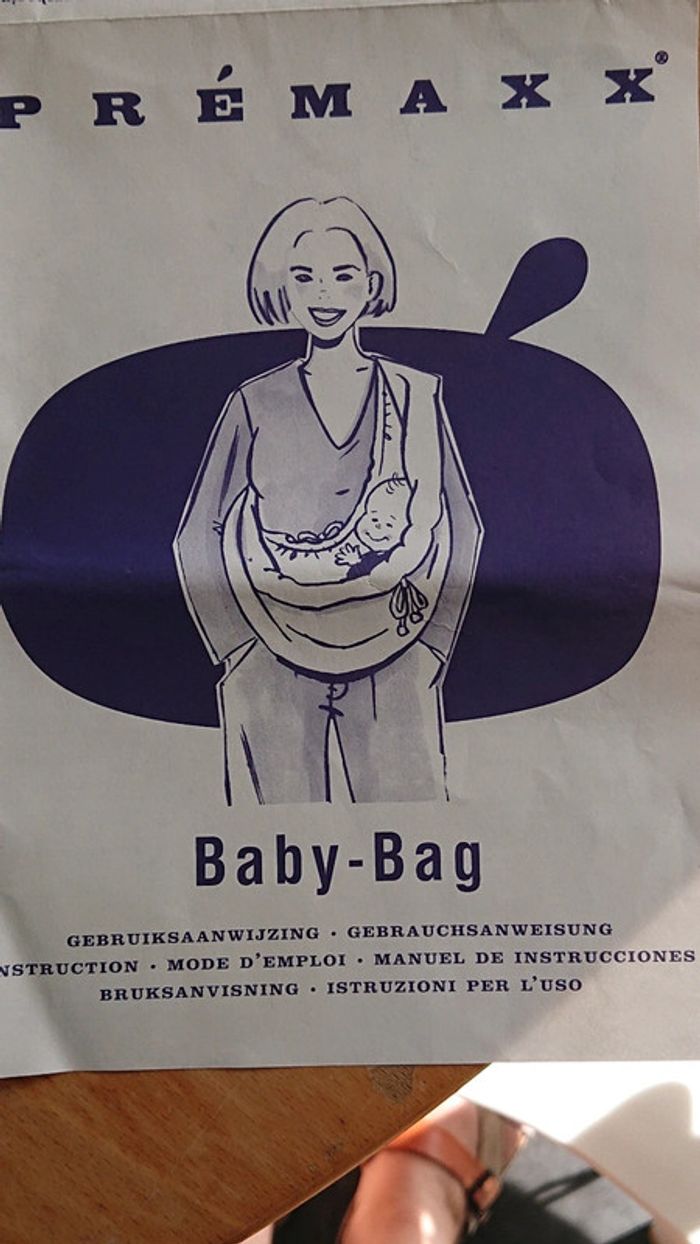 PRÉMAXX®
Baby-Bag
GEBRUIKSAANWIJZING · GEBRAUCHSANWEISUNG
NSTRUCTION · MODE D'EMPLOI · MANUEL DE INSTRUCCIONES
BRUKSANVISNING · ISTRUZIONI PER L'USO